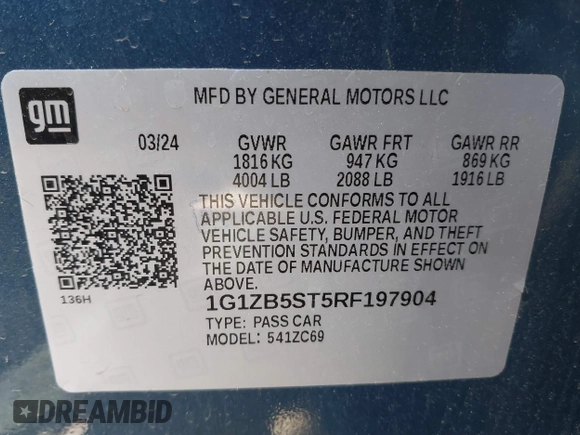 gm
MFD BY GENERAL MOTORS LLC
03/24 GVWR GAWR FRT GAWR RR
1816 KG 947 KG 869 KG
4004 LB 2088 LB 1916 LB
THIS VEHICLE CONFORMS TO ALL
APPLICABLE U.S. FEDERAL MOTOR
VEHICLE SAFETY, BUMPER, AND THEFT
PREVENTION STANDARDS IN EFFECT ON
THE DATE OF MANUFACTURE SHOWN
ABOVE.
136H
1G1ZB5ST5RF197904
TYPE: PASS CAR
MODEL: 541ZC69
DREAMBID